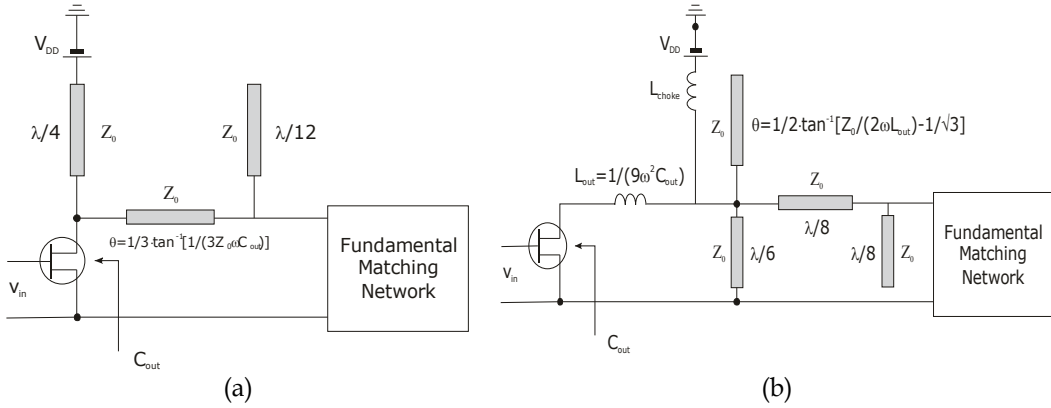 V_DD
λ/4
Z_0
Z_0
λ/12
Z_0
θ=1/3·tan⁻¹[1/(3Z_0ωC_out)]
v_in
C_out
Fundamental
Matching
Network
(a)
V_DD
L_choke
Z_0
θ=1/2·tan⁻¹[Z_0/(2ωL_out)-1/√3]
L_out=1/(9ω²C_out)
Z_0
λ/8
Z_0
λ/6
λ/8
Z_0
v_in
C_out
Fundamental
Matching
Network
(b)